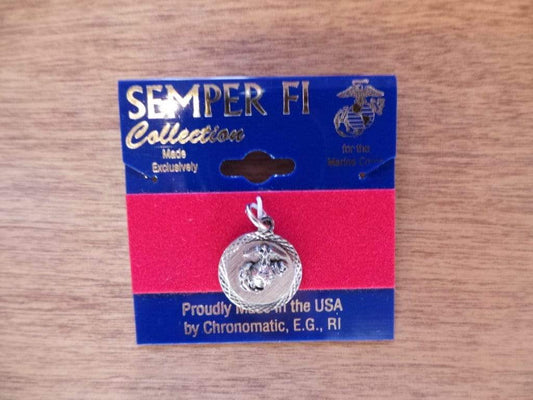 SEMPER FI
Collection
Made
Exclusively
for the
Marine Corps
Proudly Made in the USA
by Chronomatic, E.G., RI